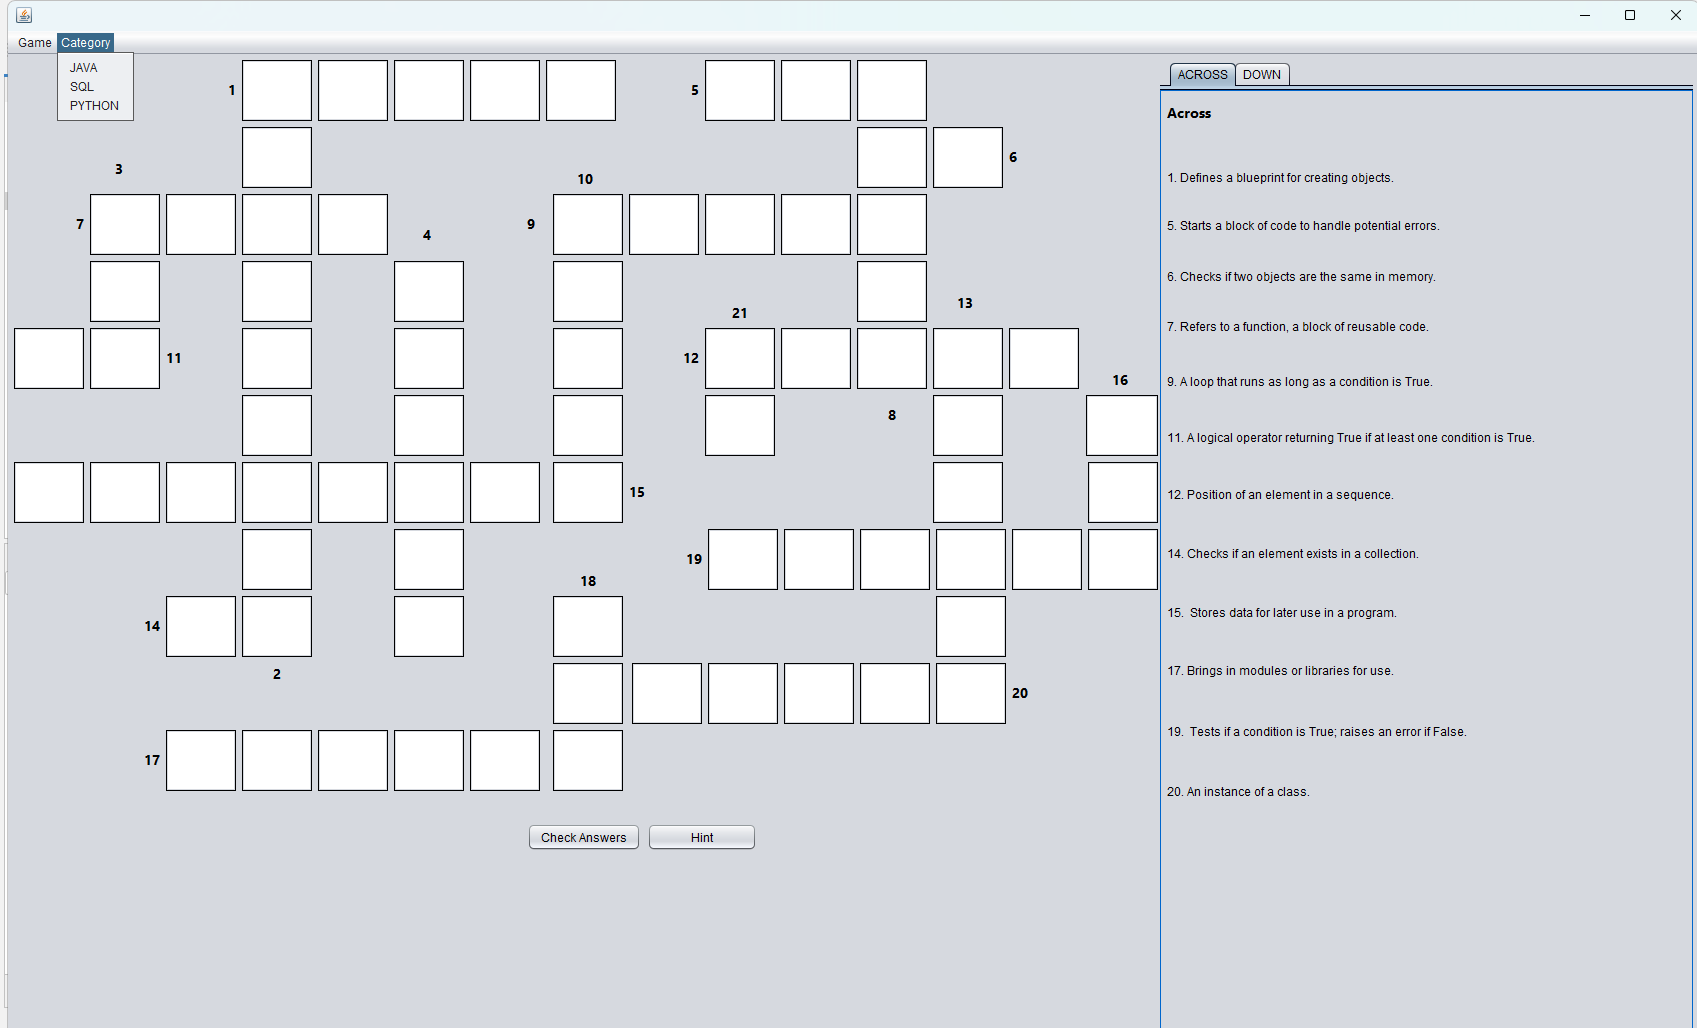 Game Category
JAVA
SQL
PYTHON
1
5
6
3
10
7
9
4
13
21
11
12
16
8
15
19
18
14
2
20
17
Check Answers Hint
ACROSS DOWN
Across
1. Defines a blueprint for creating objects.
5. Starts a block of code to handle potential errors.
6. Checks if two objects are the same in memory.
7. Refers to a function, a block of reusable code.
9. A loop that runs as long as a condition is True.
11. A logical operator returning True if at least one condition is True.
12. Position of an element in a sequence.
14. Checks if an element exists in a collection.
15. Stores data for later use in a program.
17. Brings in modules or libraries for use.
19. Tests if a condition is True; raises an error if False.
20. An instance of a class.